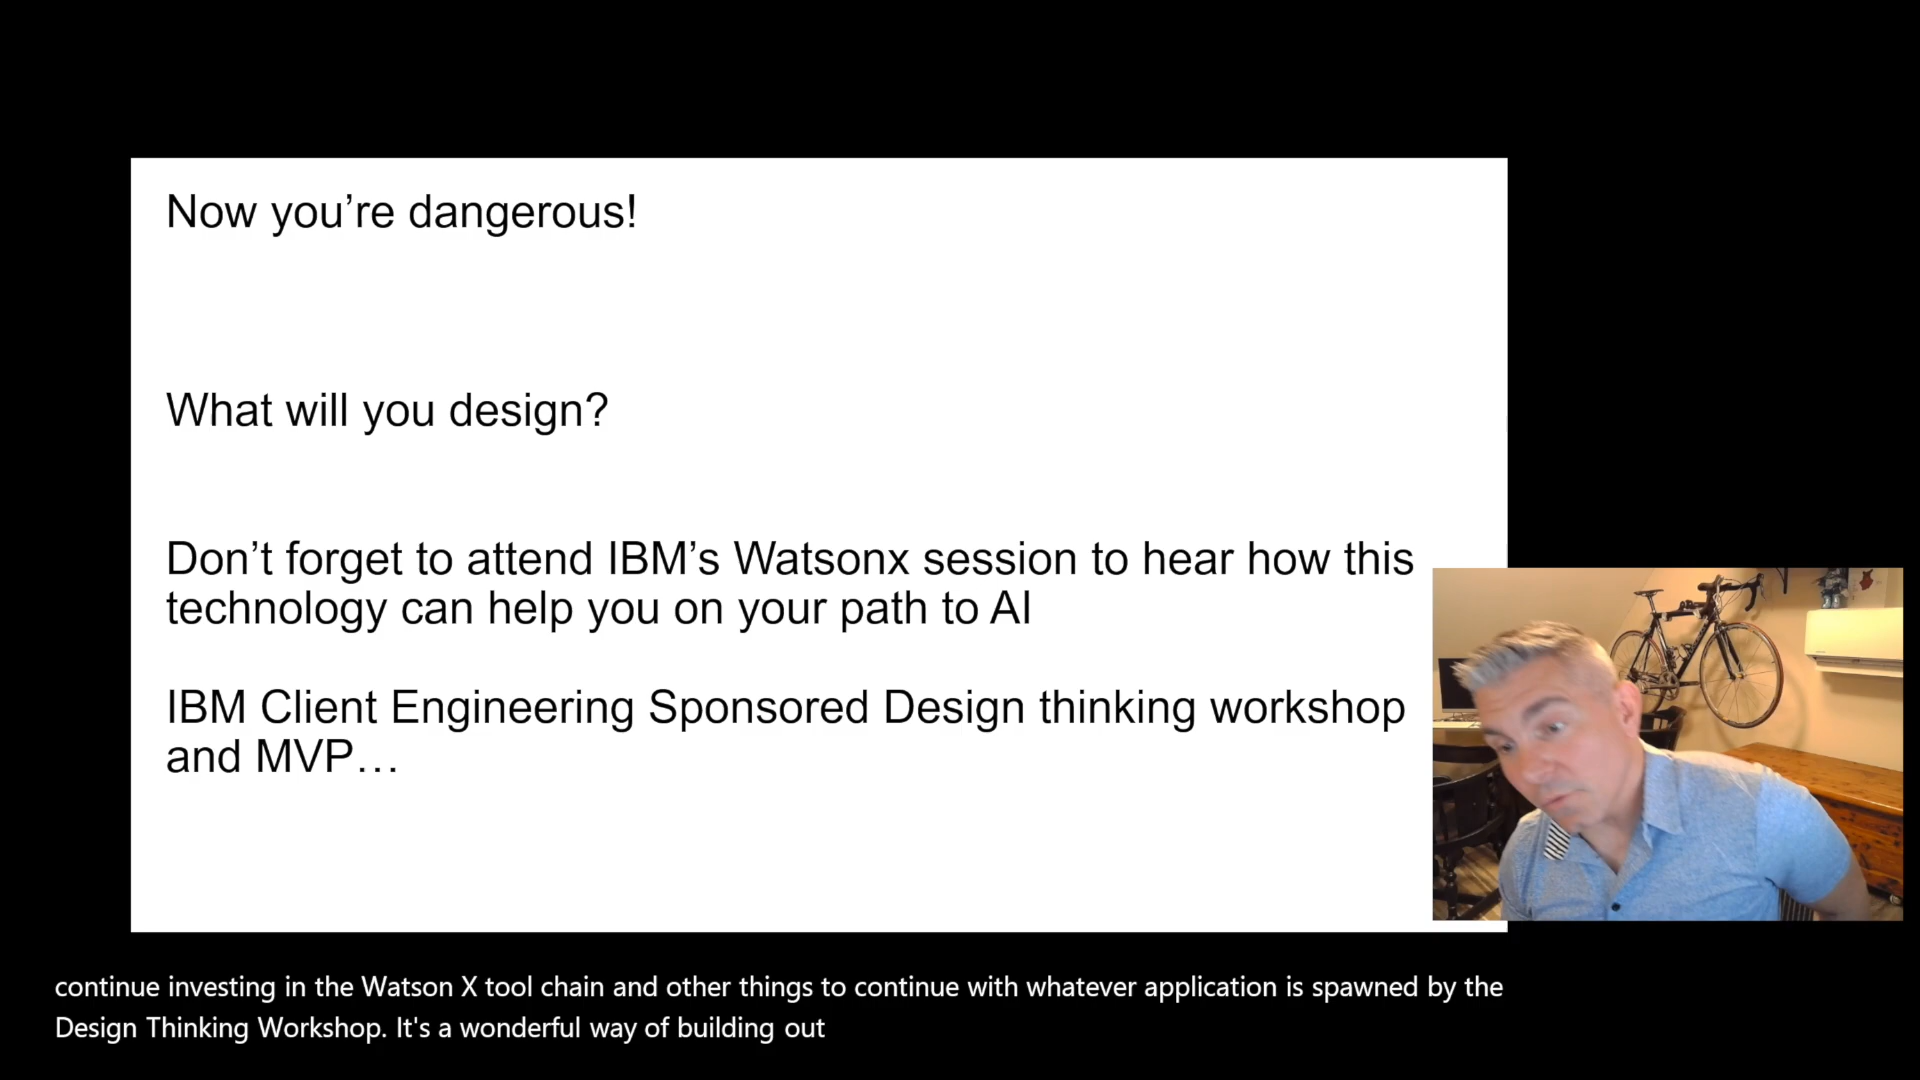 Now you’re dangerous!
What will you design?
Don’t forget to attend IBM’s Watsonx session to hear how this
technology can help you on your path to AI
IBM Client Engineering Sponsored Design thinking workshop
and MVP…
continue investing in the Watson X tool chain and other things to continue with whatever application is spawned by the
Design Thinking Workshop. It's a wonderful way of building out